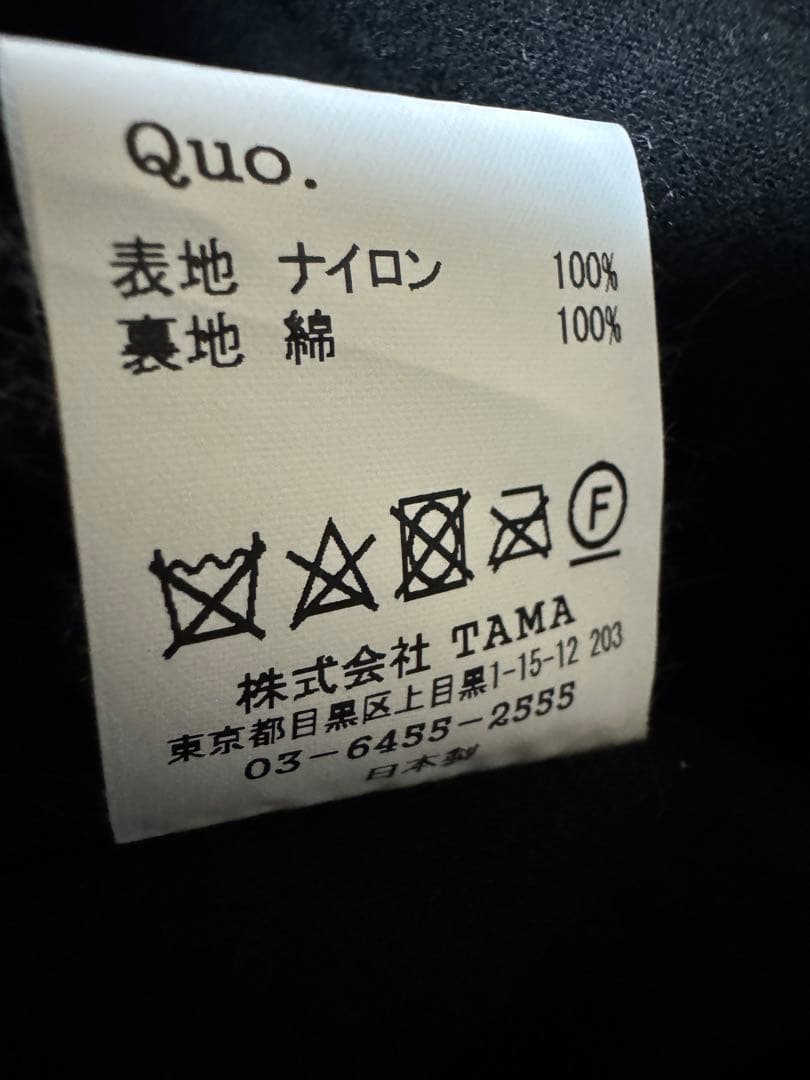 Quo.
表地 ナイロン 100%
裏地 綿 100%
F
株式会社 TAMA
東京都目黒区上目黒1-15-12 203
03-6455-2555
日本製